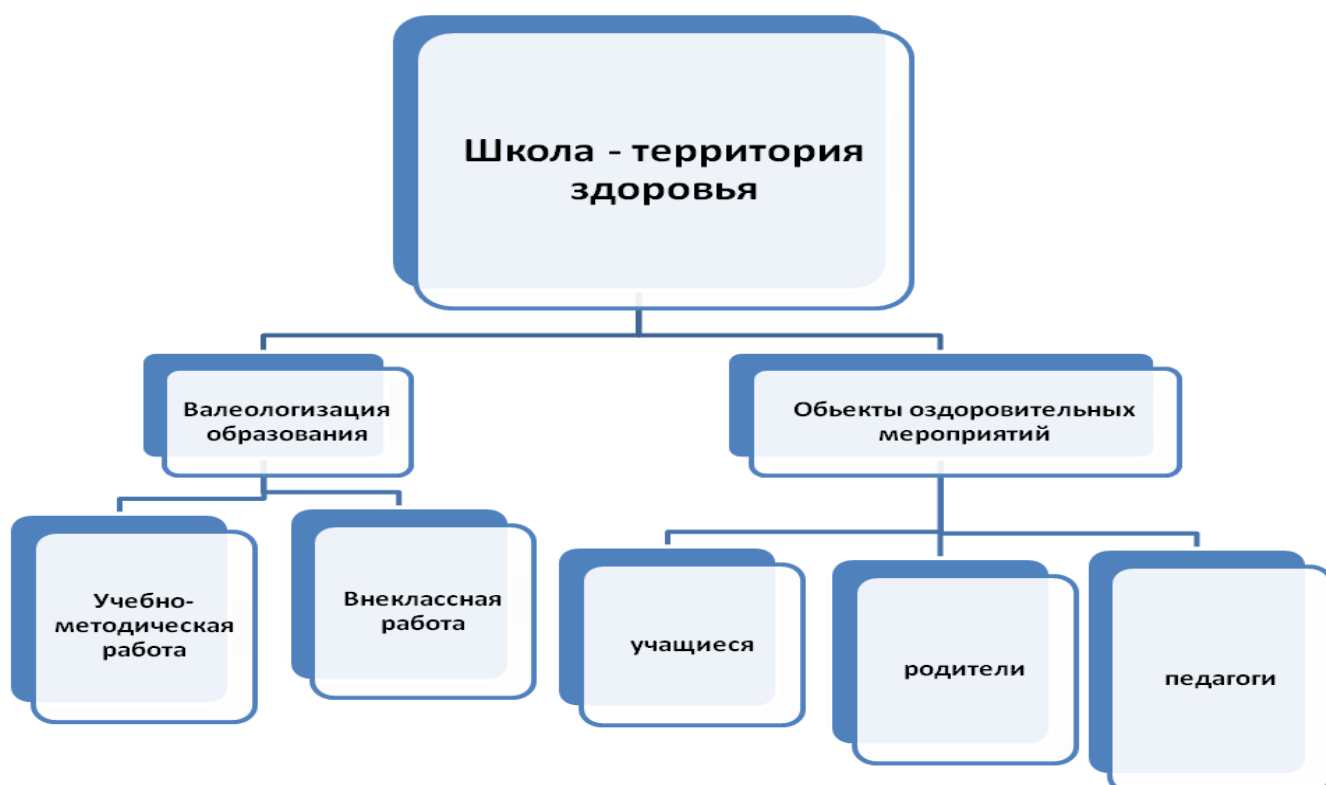 Школа - территория
здоровья
Валеологизация
образования
Обьекты оздоровительных
мероприятий
Учебно-
методическая
работа
Внеклассная
работа
учащиеся
родители
педагоги